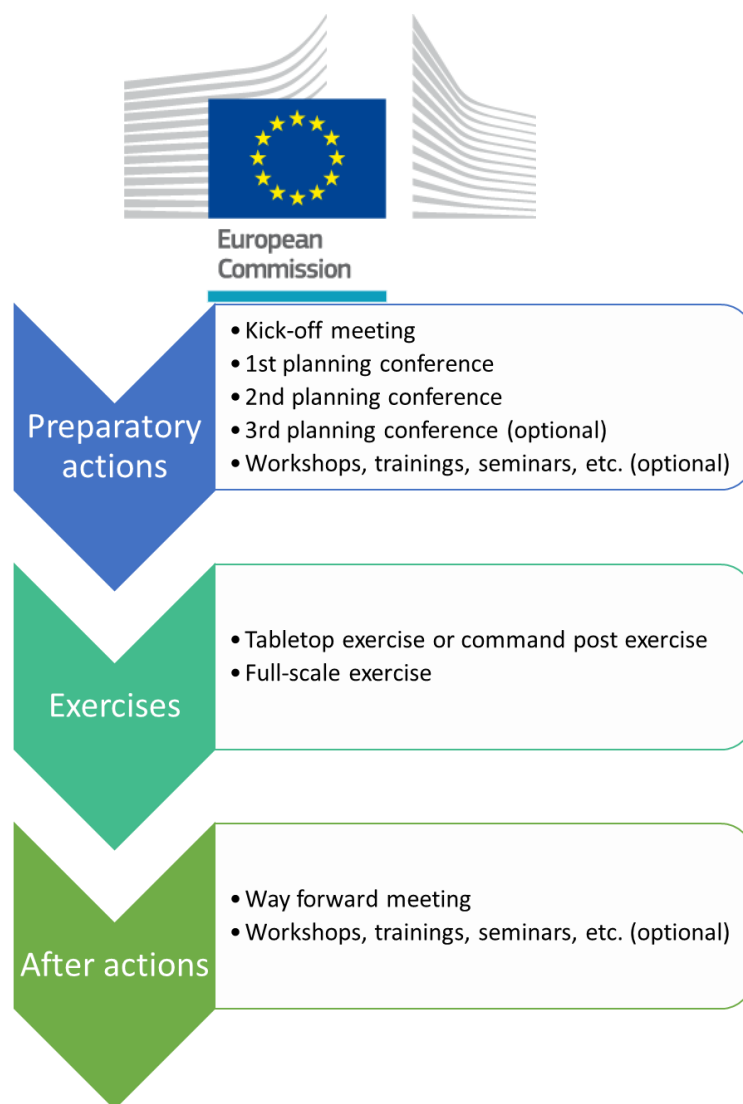 European
Commission
Preparatory
actions
• Kick-off meeting
• 1st planning conference
• 2nd planning conference
• 3rd planning conference (optional)
• Workshops, trainings, seminars, etc. (optional)
Exercises
• Tabletop exercise or command post exercise
• Full-scale exercise
After actions
• Way forward meeting
• Workshops, trainings, seminars, etc. (optional)